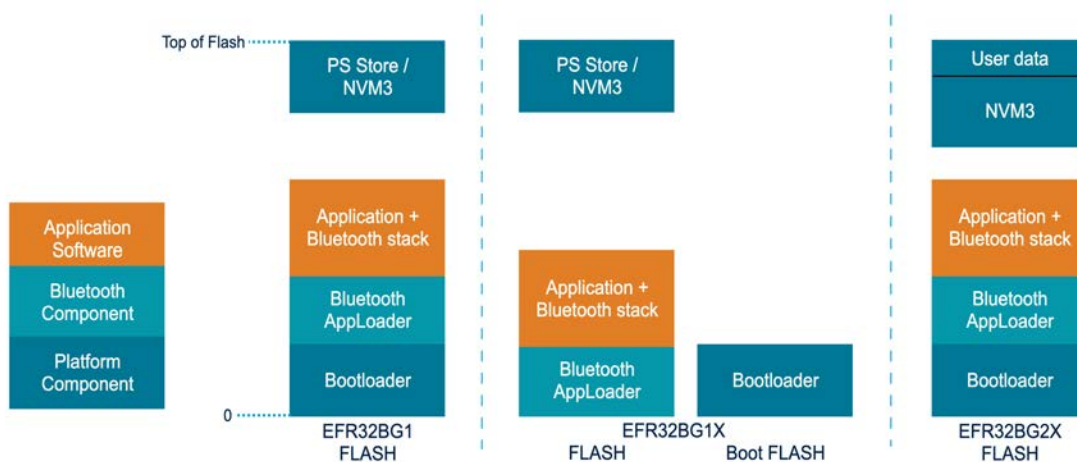 Top of Flash
PS Store /
NVM3
PS Store /
NVM3
User data
NVM3
Application
Software
Bluetooth
Component
Platform
Component
Application +
Bluetooth stack
Bluetooth
AppLoader
Bootloader
Application +
Bluetooth stack
Bluetooth
AppLoader
Bootloader
Application +
Bluetooth stack
Bluetooth
AppLoader
Bootloader
0
EFR32BG1
FLASH
EFR32BG1X
FLASH
Boot FLASH
EFR32BG2X
FLASH